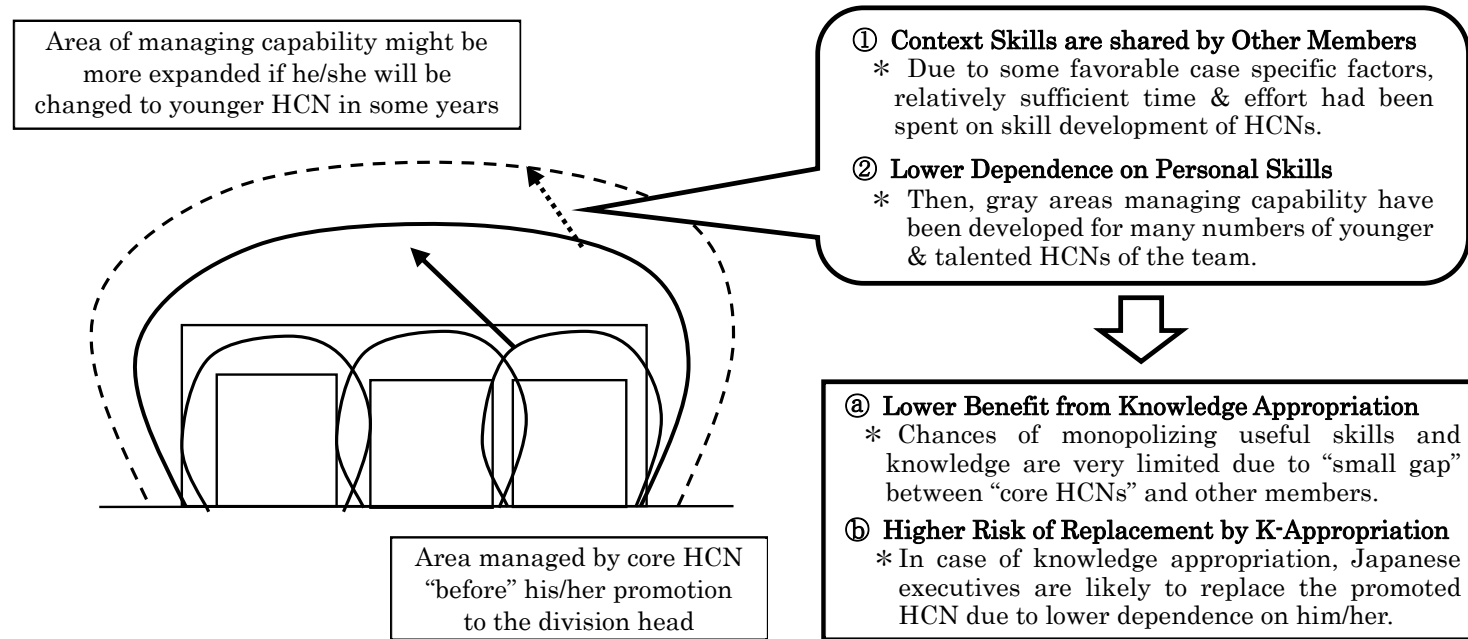 Area of managing capability might be
more expanded if he/she will be
changed to younger HCN in some years
① Context Skills are shared by Other Members
＊ Due to some favorable case specific factors,
relatively sufficient time & effort had been
spent on skill development of HCNs.
② Lower Dependence on Personal Skills
＊ Then, gray areas managing capability have
been developed for many numbers of younger
& talented HCNs of the team.
Area managed by core HCN
“before” his/her promotion
to the division head
ⓐ Lower Benefit from Knowledge Appropriation
＊ Chances of monopolizing useful skills and
knowledge are very limited due to “small gap”
between “core HCNs” and other members.
ⓑ Higher Risk of Replacement by K-Appropriation
＊In case of knowledge appropriation, Japanese
executives are likely to replace the promoted
HCN due to lower dependence on him/her.